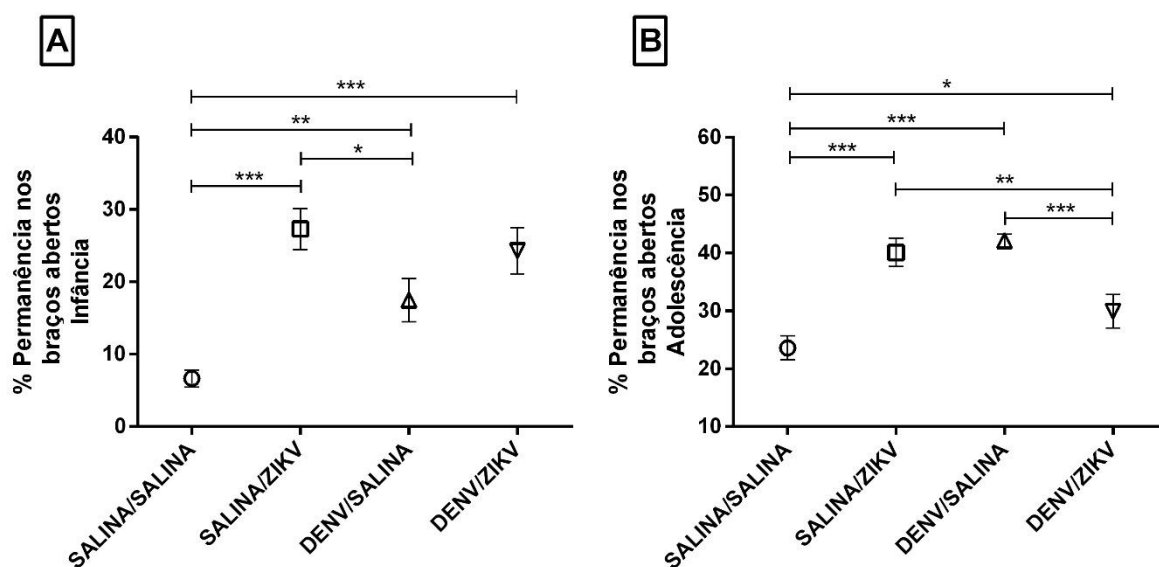 A
% Permanência nos
braços abertos
Infância
40
30
20
10
0
***
**
*
***
SALINA/SALINA
SALINA/ZIKV
DENV/SALINA
DENV/ZIKV
B
% Permanência nos
braços abertos
Adolescência
60
50
40
30
20
10
*
***
***
**
***
SALINA/SALINA
SALINA/ZIKV
DENV/SALINA
DENV/ZIKV